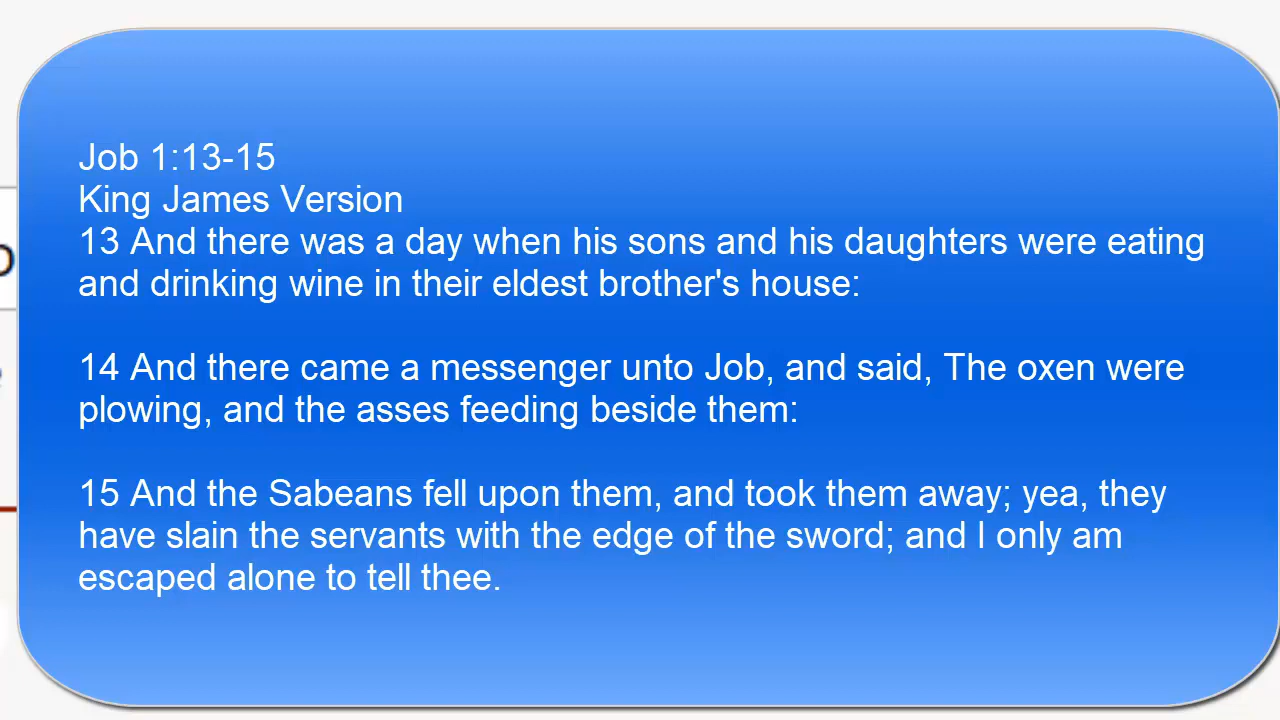 Job 1:13-15
King James Version
13 And there was a day when his sons and his daughters were eating
and drinking wine in their eldest brother's house:
14 And there came a messenger unto Job, and said, The oxen were
plowing, and the asses feeding beside them:
15 And the Sabeans fell upon them, and took them away; yea, they
have slain the servants with the edge of the sword; and I only am
escaped alone to tell thee.